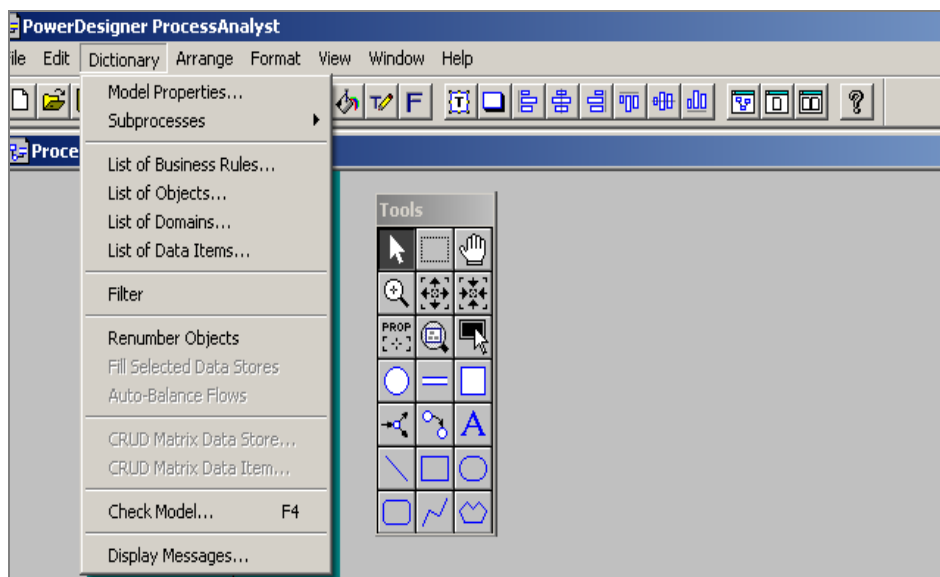 PowerDesigner ProcessAnalyst
ile Edit Dictionary Arrange Format View Window Help
Model Properties...
T F T
Subprocesses
Proce
List of Business Rules...
List of Objects...
Tools
List of Domains...
List of Data Items...
Filter
PROP
Renumber Objects
Fill Selected Data Stores
Auto-Balance Flows
A
CRUD Matrix Data Store...
CRUD Matrix Data Item...
Check Model... F4
Display Messages...